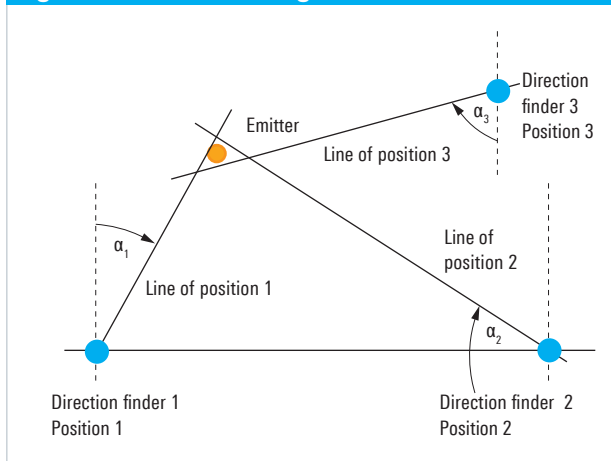 Emitter
Direction
finder 3
Position 3
α3
Line of position 3
α1
Line of
position 2
Line of position 1
α2
Direction finder 1
Position 1
Direction finder 2
Position 2